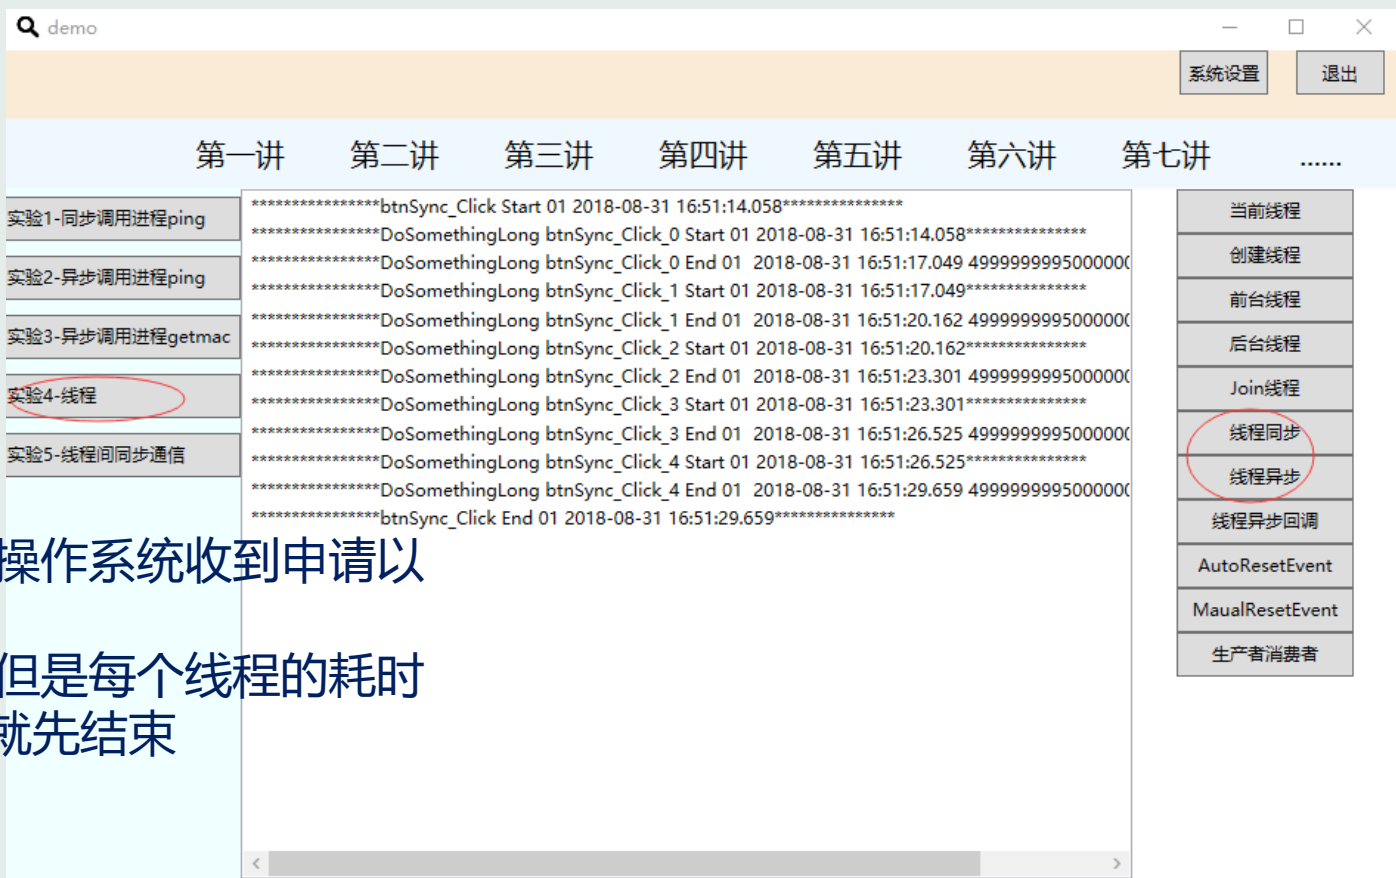 demo
系统设置 退出
第一讲 第二讲 第三讲 第四讲 第五讲 第六讲 第七讲 ......
实验1-同步调用进程ping
实验2-异步调用进程ping
实验3-异步调用进程getmac
实验4-线程
实验5-线程间同步通信
****************btnSync_Click Start 01 2018-08-31 16:51:14.058***************
****************DoSomethingLong btnSync_Click_0 Start 01 2018-08-31 16:51:14.058***************
****************DoSomethingLong btnSync_Click_0 End 01  2018-08-31 16:51:17.049 4999999995000000
****************DoSomethingLong btnSync_Click_1 Start 01 2018-08-31 16:51:17.049***************
****************DoSomethingLong btnSync_Click_1 End 01  2018-08-31 16:51:20.162 4999999995000000
****************DoSomethingLong btnSync_Click_2 Start 01 2018-08-31 16:51:20.162***************
****************DoSomethingLong btnSync_Click_2 End 01  2018-08-31 16:51:23.301 4999999995000000
****************DoSomethingLong btnSync_Click_3 Start 01 2018-08-31 16:51:23.301***************
****************DoSomethingLong btnSync_Click_3 End 01  2018-08-31 16:51:26.525 4999999995000000
****************DoSomethingLong btnSync_Click_4 Start 01 2018-08-31 16:51:26.525***************
****************DoSomethingLong btnSync_Click_4 End 01  2018-08-31 16:51:29.659 4999999995000000
****************btnSync_Click End 01 2018-08-31 16:51:29.659***************
当前线程
创建线程
前台线程
后台线程
Join线程
线程同步
线程异步
线程异步回调
AutoResetEvent
MaualResetEvent
生产者消费者
操作系统收到申请以
但是每个线程的耗时
就先结束